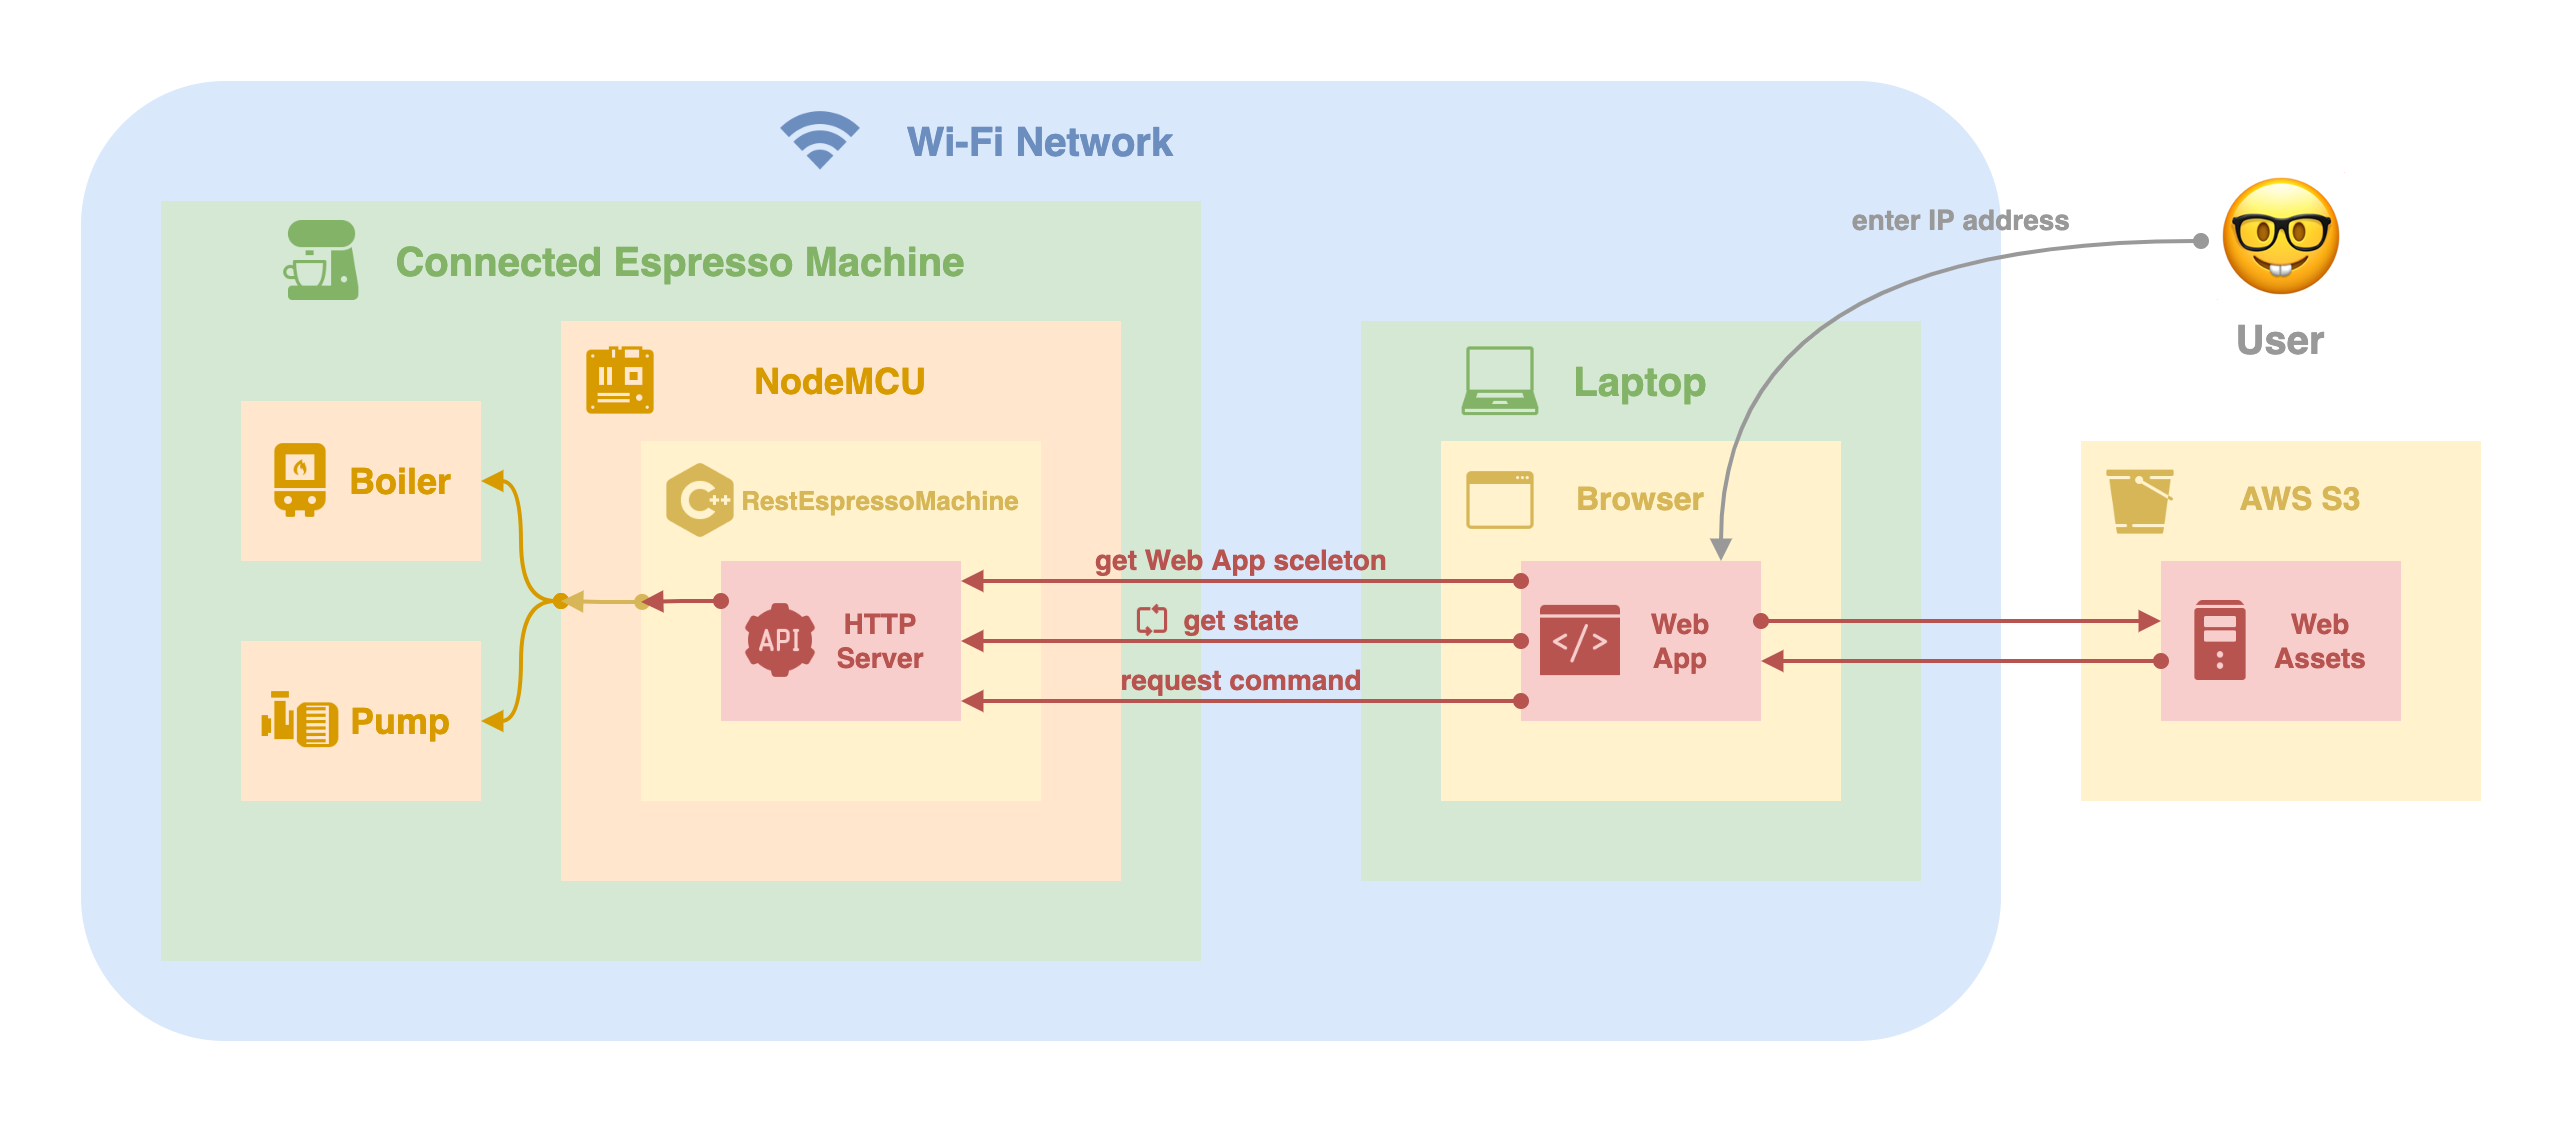 Wi-Fi Network
enter IP address
User
Connected Espresso Machine
NodeMCU
Laptop
Boiler
C++
RestEspressoMachine
Browser
AWS S3
get Web App sceleton
get state
request command
API
HTTP
Server
</>
Web
App
Web
Assets
Pump